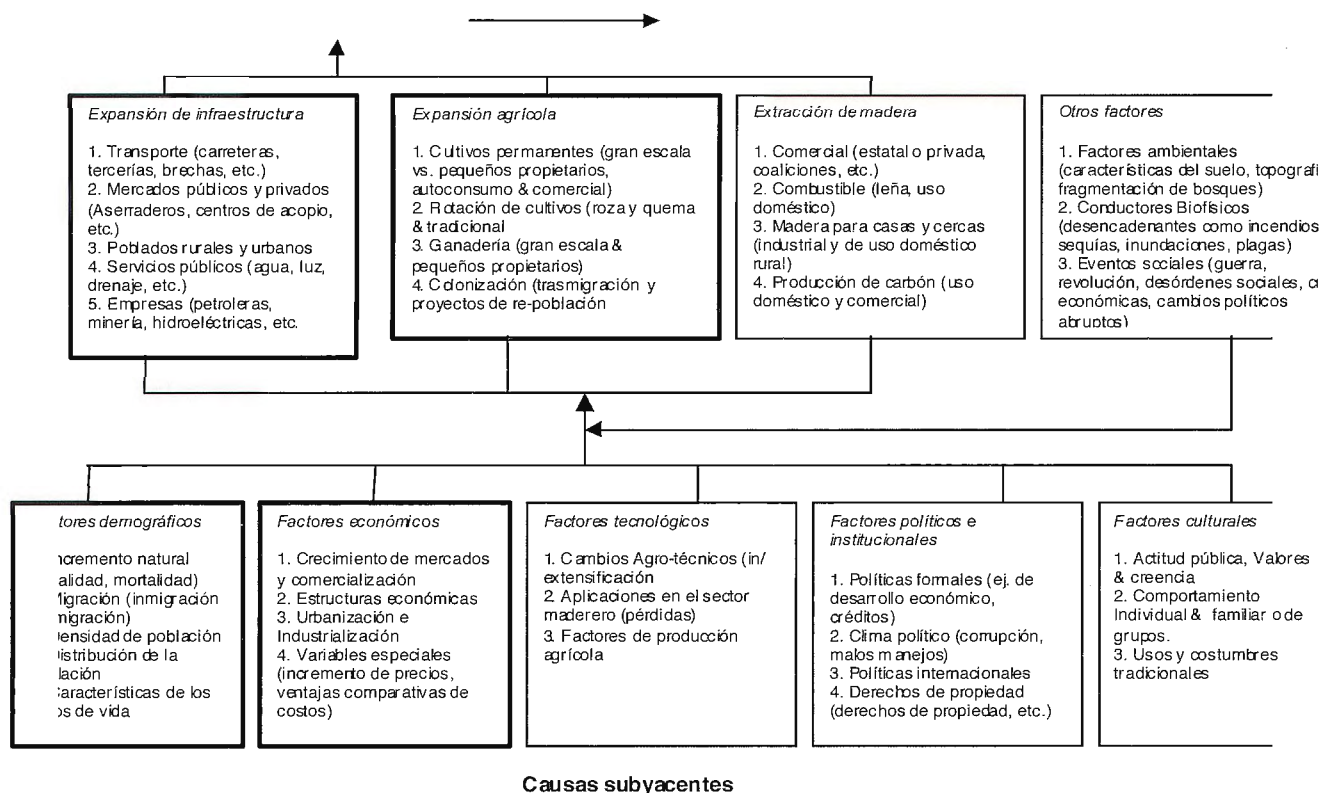 Expansión de infraestructura
1. Transporte (carreteras,
tercerías, brechas, etc.)
2. Mercados públicos y privados
(Aserraderos, centros de acopio,
etc.)
3. Poblados rurales y urbanos
4. Servicios públicos (agua, luz,
drenaje, etc.)
5. Empresas (petroleras,
minería, hidroeléctricas, etc.
Expansión agrícola
1. Cultivos permanentes (gran escala
vs. pequeños propietarios,
autoconsumo & comercial)
2. Rotación de cultivos (roza y quema
& tradicional
3. Ganadería (gran escala &
pequeños propietarios)
4. Colonización (trasmigración y
proyectos de re-población
Extracción de madera
1. Comercial (estatal o privada,
coaliciones, etc.)
2. Combustible (leña, uso
doméstico)
3. Madera para casas y cercas
(industrial y de uso doméstico
rural)
4. Producción de carbón (uso
doméstico y comercial)
Otros factores
1. Factores ambientales
(características del suelo, topografí
fragmentación de bosques)
2. Conductores Biofísicos
(desencadenantes como incendios
sequías, inundaciones, plagas)
3. Eventos sociales (guerra,
revolución, desórdenes sociales,
económicas, cambios políticos
abruptos)
tores demográficos
ncremento natural
alidad, mortalidad)
ligración (inmigración
migración)
ensidad de población
istribución de la
lación
Características de los
os de vida
Factores económicos
1. Crecimiento de mercados
y comercialización
2. Estructuras económicas
3. Urbanización e
Industrialización
4. Variables especiales
(incremento de precios,
ventajas comparativas de
costos)
Factores tecnológicos
1. Cambios Agro-técnicos (in/
extensificación
2. Aplicaciones en el sector
maderero (pérdidas)
3. Factores de producción
agrícola
Factores políticos e
institucionales
1. Políticas formales (ej. de
desarrollo económico,
créditos)
2. Clima político (corrupción,
malos manejos)
3. Políticas internacionales
4. Derechos de propiedad
(derechos de propiedad, etc.)
Factores culturales
1. Actitud pública, Valores
& creencia
2. Comportamiento
Individual & familiar o de
grupos.
3. Usos y costumbres
tradicionales
Causas subyacentes